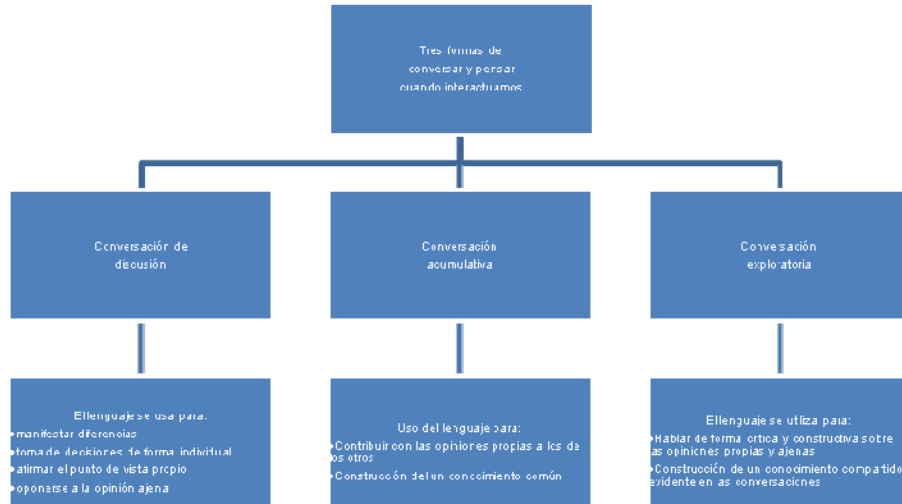 Tres formas de
conversar y pensar
cuando interactuamos
Conversación de
discusión
Conversación
acumulativa
Conversación
exploratoria
El lenguaje se usa para:
•manifestar diferencias
•toma de decisiones de forma individual
•afirmar el punto de vista propio
•oponerse a la opinión ajena
Uso del lenguaje para:
•Contribuir con las opiniones propias a los de
los otros
•Construcción del un conocimiento común
El lenguaje se utiliza para:
•Hablar de forma crítica y constructiva sobre
las opiniones propias y ajenas
•Construcción de un conocimiento compartido
evidente en las conversaciones